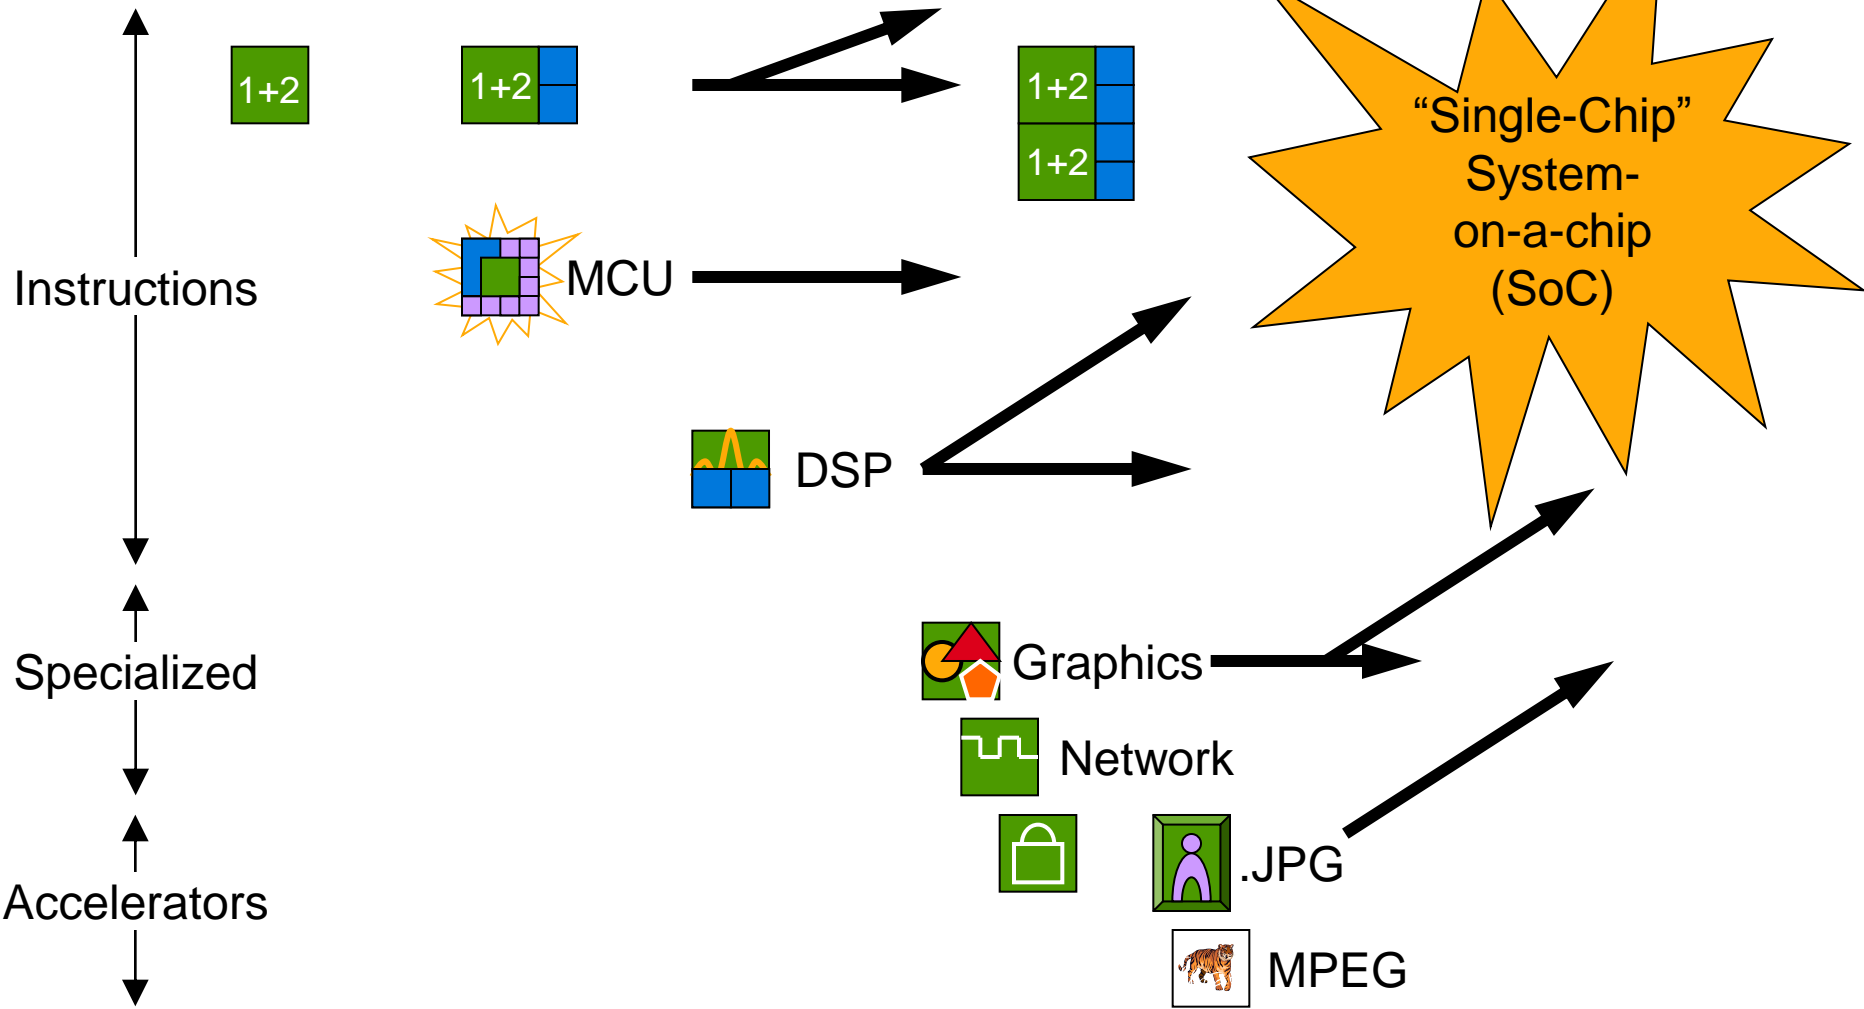 1+2
1+2
1+2
1+2
“Single-Chip”
System-
on-a-chip
(SoC)
Instructions
MCU
DSP
Specialized
Graphics
Network
Accelerators
.JPG
MPEG